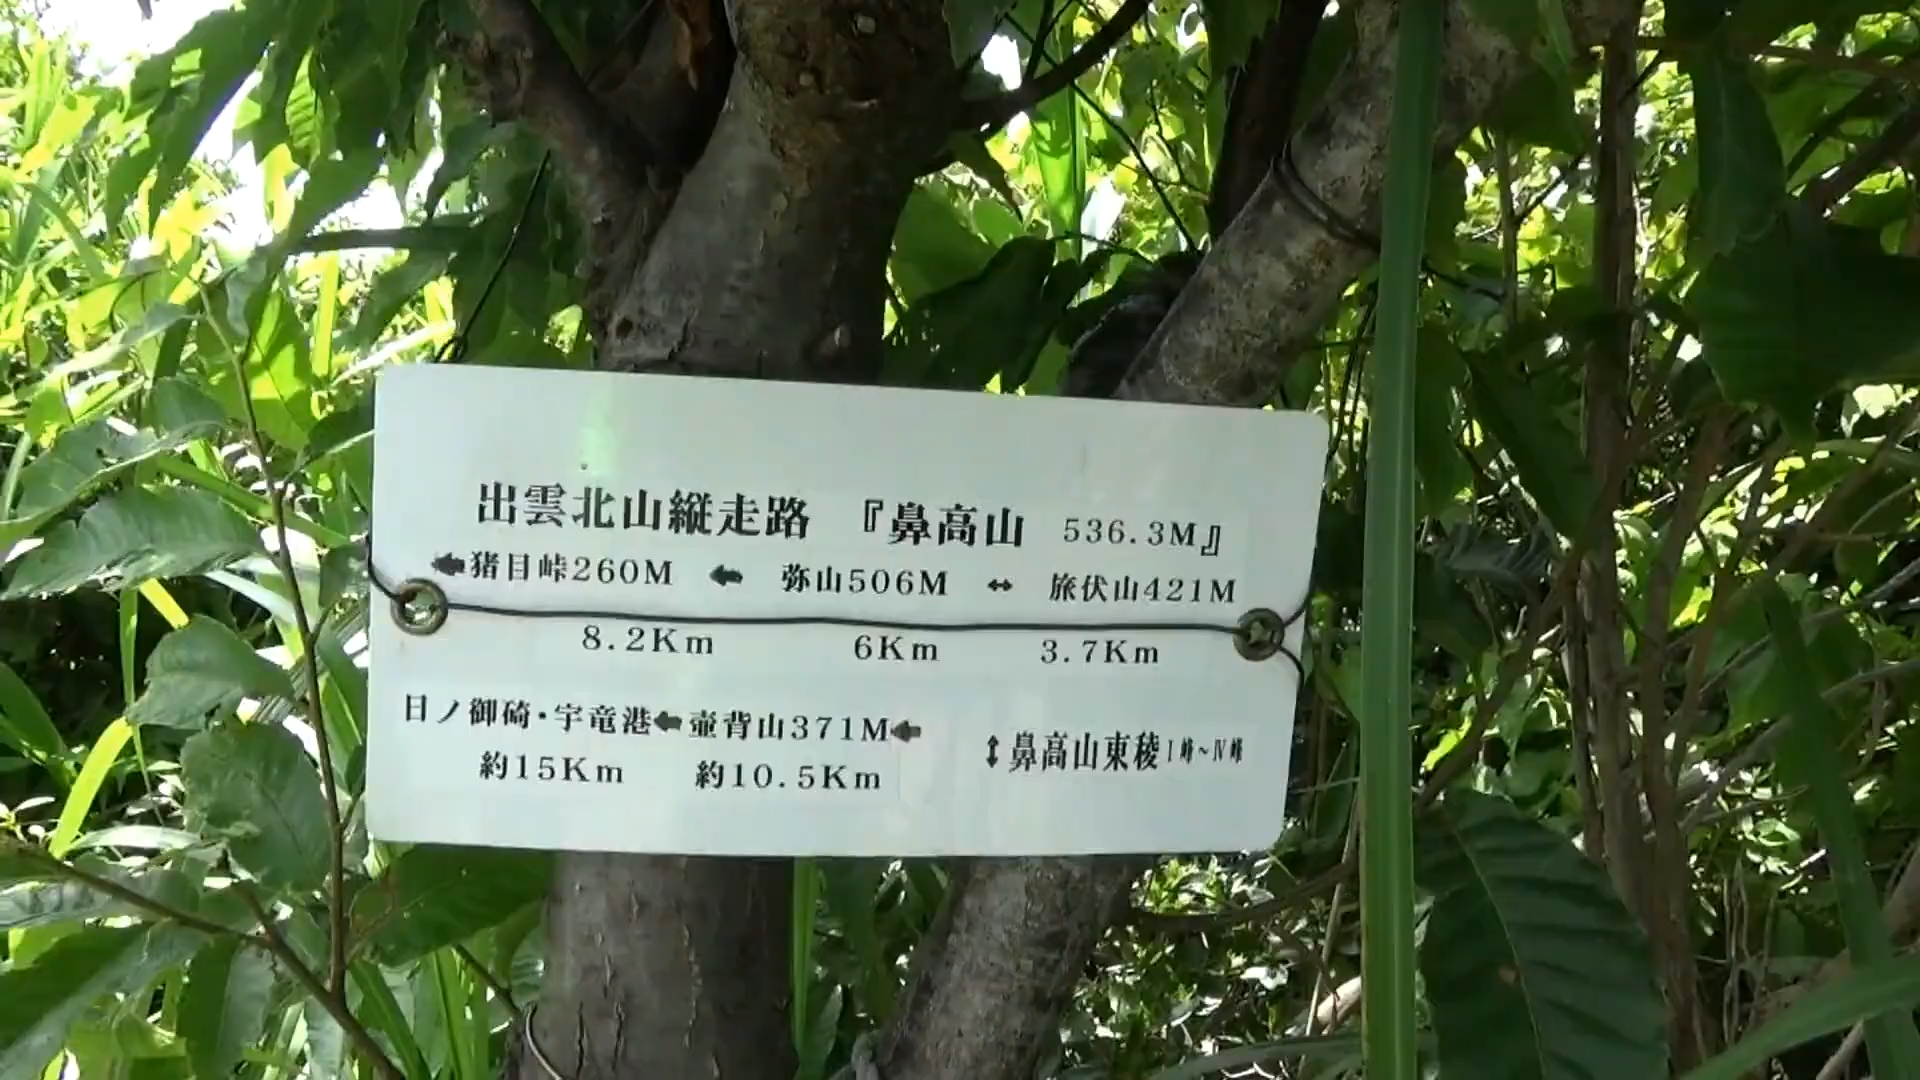 出雲北山縦走路 『鼻高山 536.3M』
⬅猪目峠260M ⬅ 弥山506M ↔ 旅伏山421M
8.2Km 6Km 3.7Km
日ノ御碕・宇竜港⬅壷背山371M⬅ ↕鼻高山東稜Ⅰ峰~Ⅳ峰
約15Km 約10.5Km